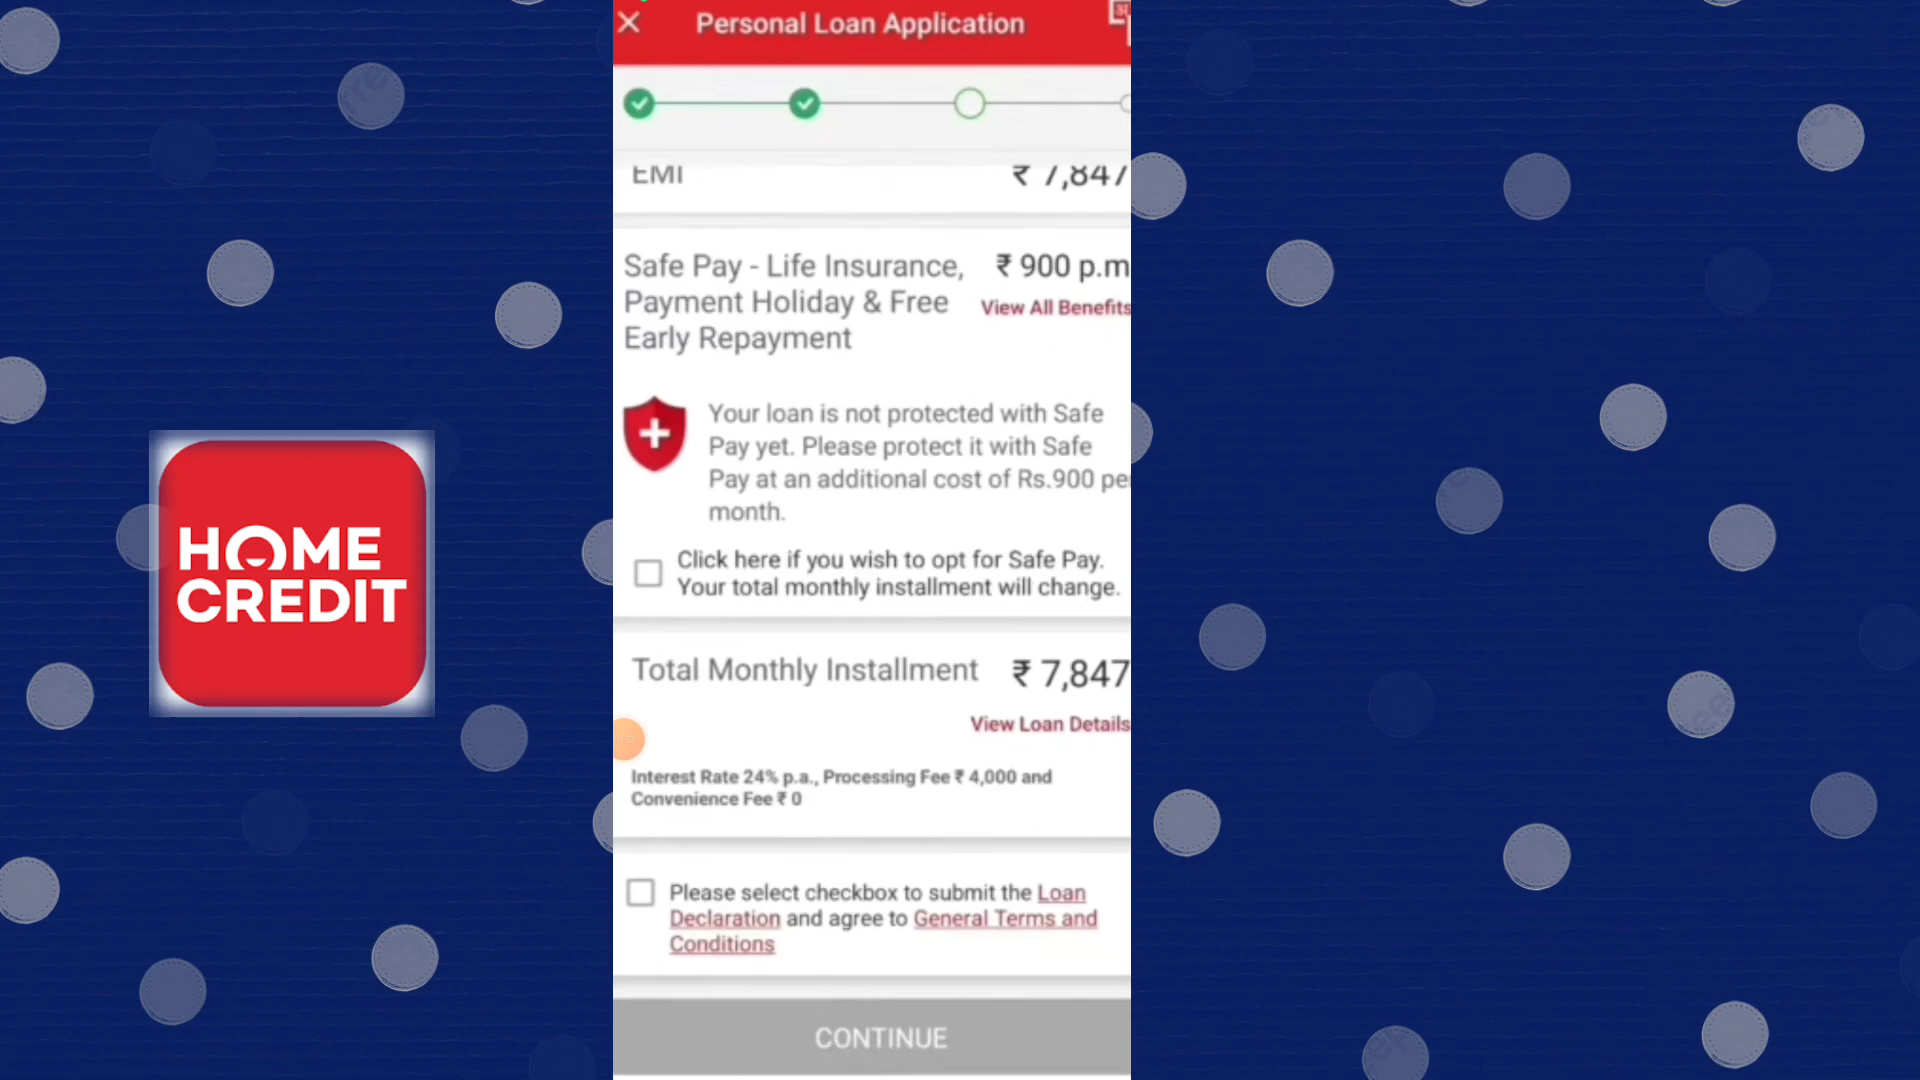 Personal Loan Application
EMI
₹ 7,847
Safe Pay - Life Insurance,
₹ 900 p.m
Payment Holiday & Free
View All Benefits
Early Repayment
Your loan is not protected with Safe
Pay yet. Please protect it with Safe
Pay at an additional cost of Rs.900 per
month.
Click here if you wish to opt for Safe Pay.
Your total monthly installment will change.
HOME
CREDIT
Total Monthly Installment
₹ 7,847
View Loan Details
Interest Rate 24% p.a., Processing Fee ₹ 4,000 and
Convenience Fee ₹ 0
Please select checkbox to submit the Loan
Declaration and agree to General Terms and
Conditions
CONTINUE